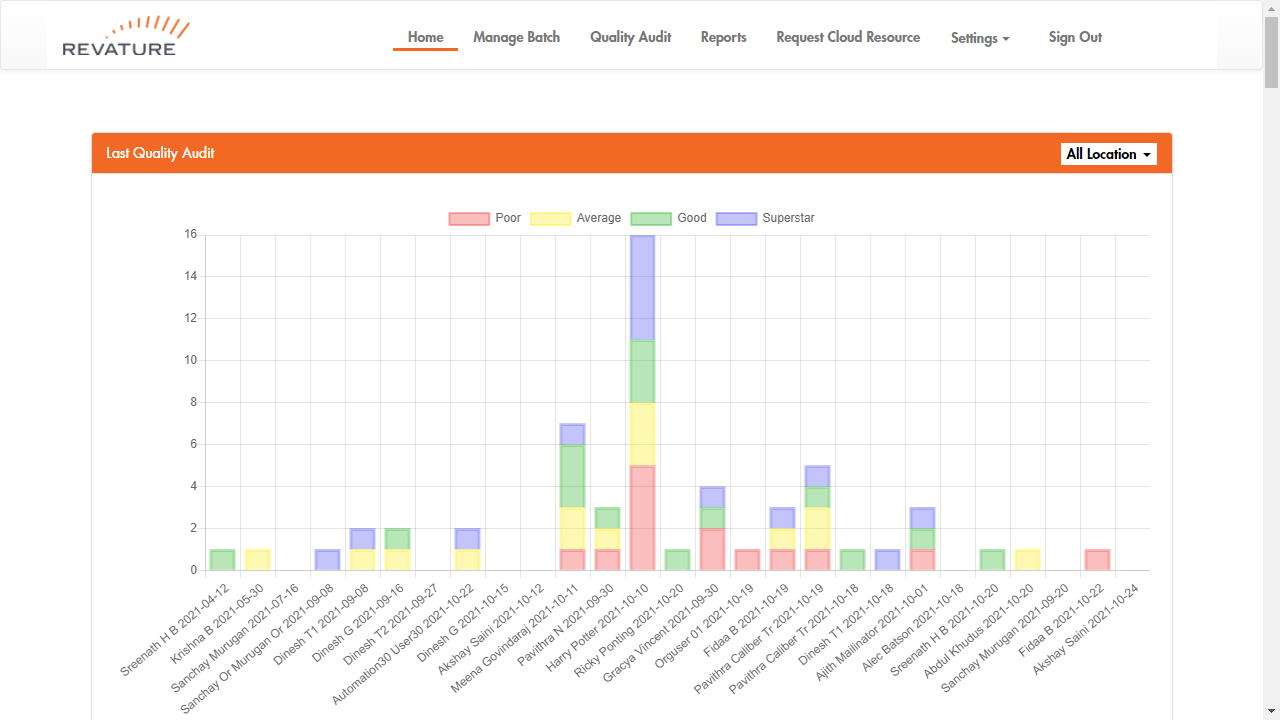 REVATURE
Home Manage Batch Quality Audit Reports Request Cloud Resource Settings Sign Out
Last Quality Audit
All Location
Poor Average Good Superstar
16
14
12
10
8
6
4
2
0
Sreenath H B 2021-04-12
Krishna B 2021-05-30
Sanchay Murugan 2021-07-16
Sanchay Or Murugan Or 2021-09-08
Dinesh T1 2021-09-08
Dinesh G 2021-09-16
Dinesh T2 2021-09-27
Automation30 User30 2021-10-22
Dinesh G 2021-10-15
Akshay Saini 2021-10-12
Meena Govindaraj 2021-10-11
Pavithra N 2021-09-30
Harry Potter 2021-10-10
Ricky Ponting 2021-10-20
Gracya Vincent 2021-09-30
Orguser 01 2021-10-19
Fidaa B 2021-10-19
Pavithra Caliber Tr 2021-10-19
Pavithra Caliber Tr 2021-10-18
Dinesh T1 2021-10-18
Ajith Mailinator 2021-10-01
Alec Batson 2021-10-18
Sreenath H B 2021-10-20
Abdul Khudus 2021-10-20
Sanchay Murugan 2021-09-20
Fidaa B 2021-10-22
Akshay Saini 2021-10-24